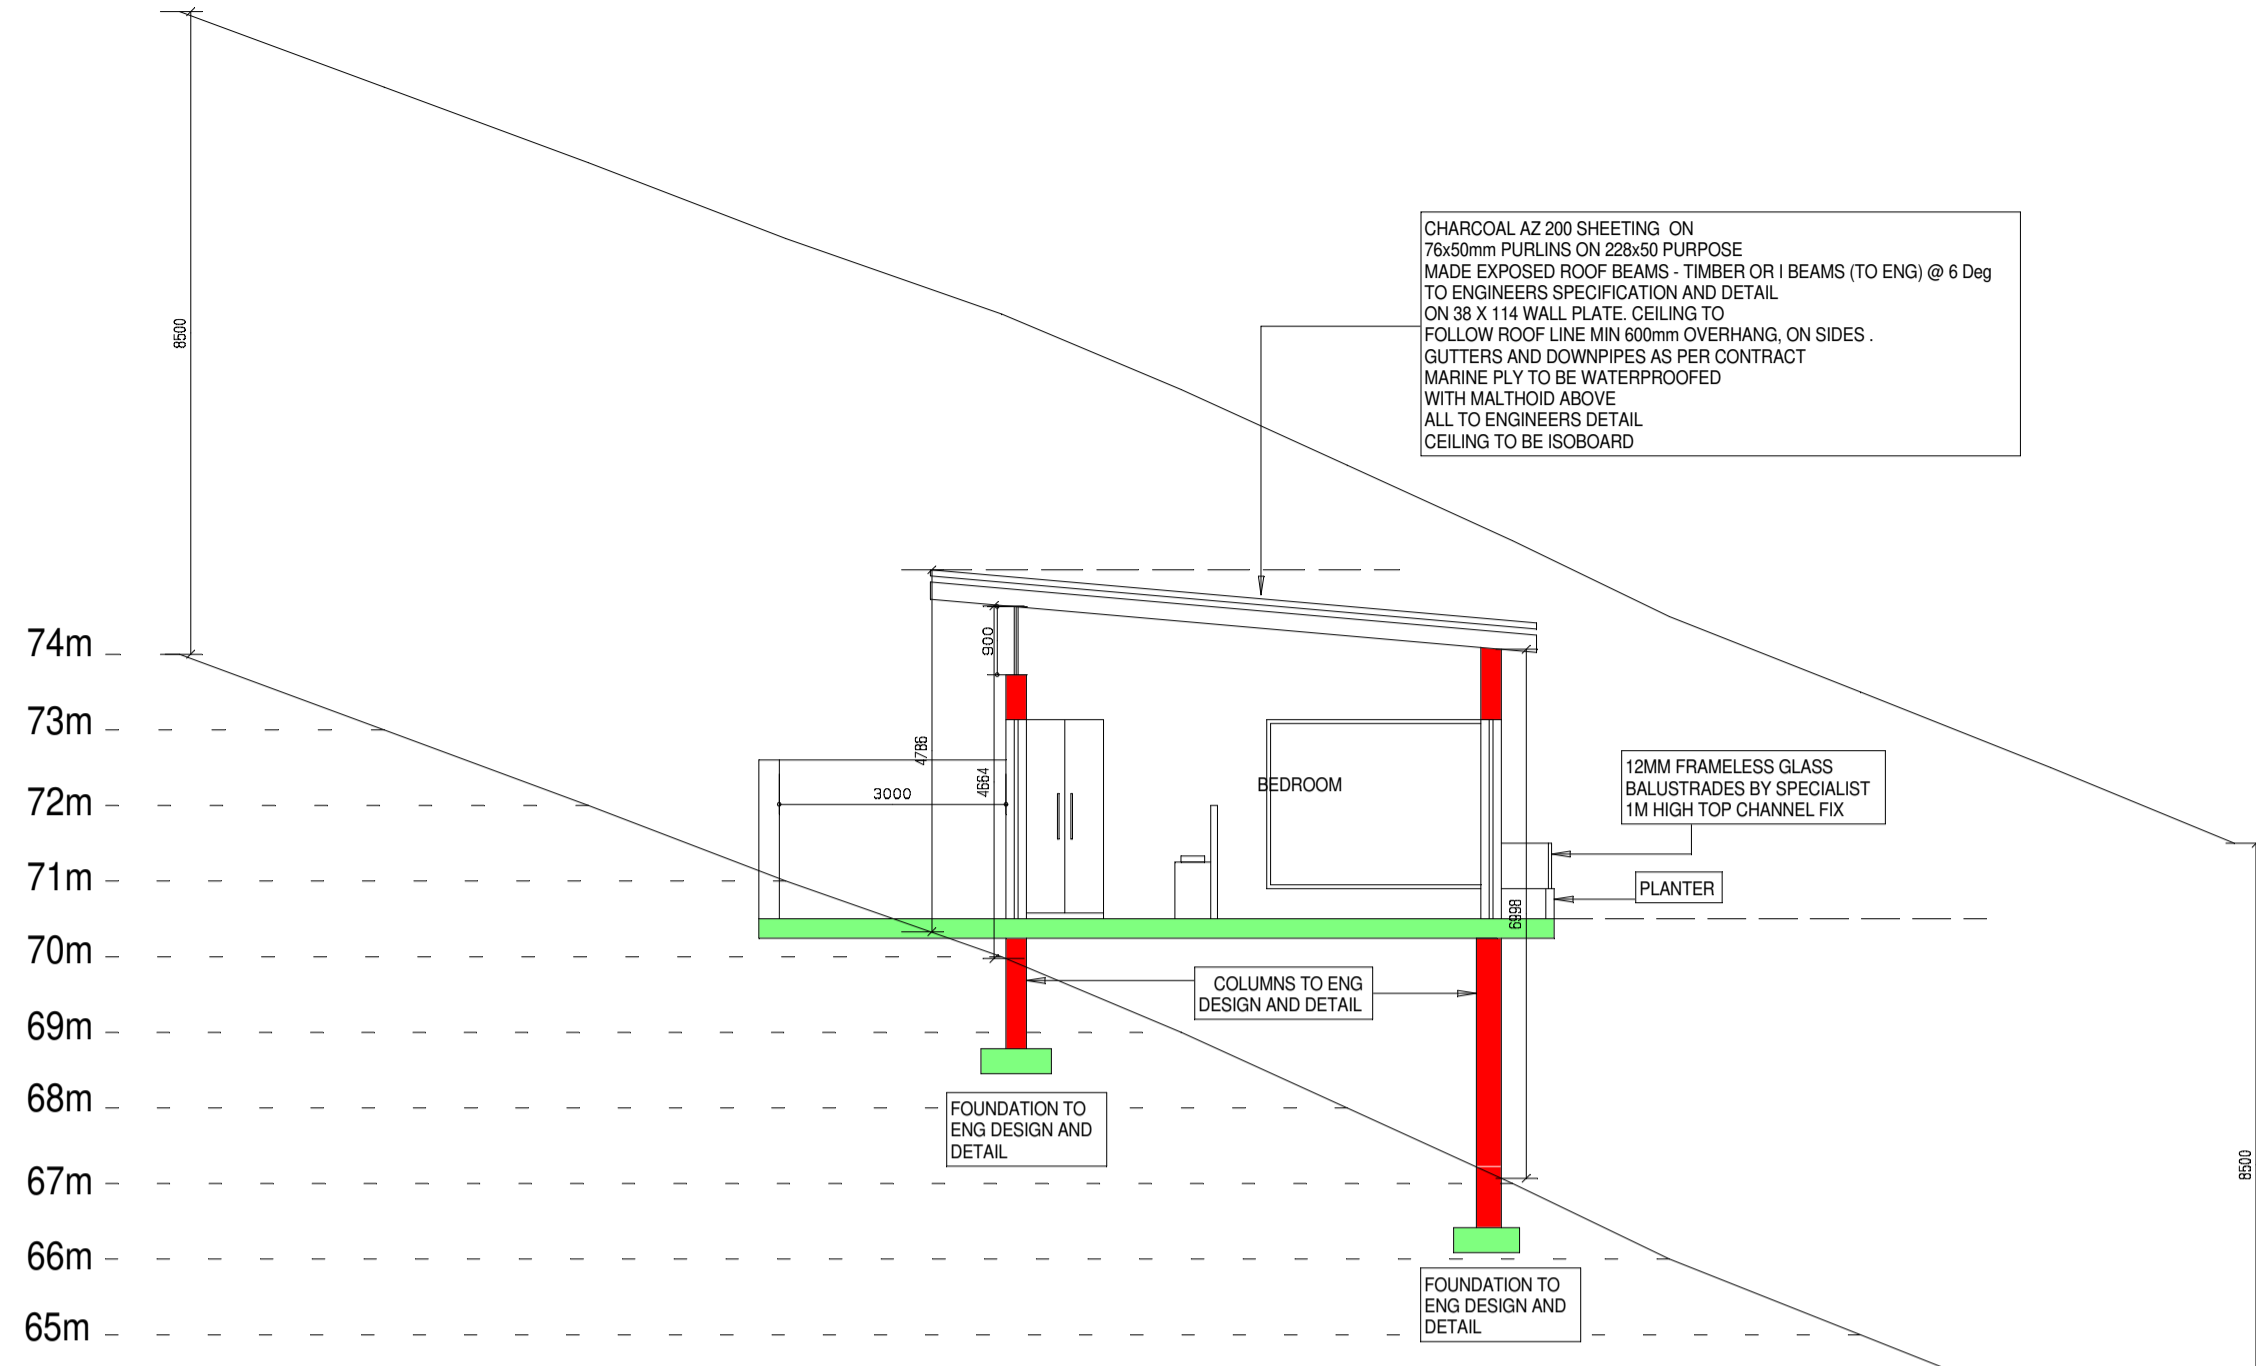 8500
CHARCOAL AZ 200 SHEETING ON
76x50mm PURLINS ON 228x50 PURPOSE
MADE EXPOSED ROOF BEAMS - TIMBER OR I BEAMS (TO ENG) @ 6 Deg
TO ENGINEERS SPECIFICATION AND DETAIL
ON 38 X 114 WALL PLATE. CEILING TO
FOLLOW ROOF LINE MIN 600mm OVERHANG, ON SIDES .
GUTTERS AND DOWNPIPES AS PER CONTRACT
MARINE PLY TO BE WATERPROOFED
WITH MALTHOID ABOVE
ALL TO ENGINEERS DETAIL
CEILING TO BE ISOBOARD
74m
900
73m
4786
4664
12MM FRAMELESS GLASS
BALUSTRADES BY SPECIALIST
1M HIGH TOP CHANNEL FIX
BEDROOM
3000
72m
71m
PLANTER
6998
70m
COLUMNS TO ENG
DESIGN AND DETAIL
69m
68m
FOUNDATION TO
ENG DESIGN AND
DETAIL
67m
8500
66m
FOUNDATION TO
ENG DESIGN AND
DETAIL
65m